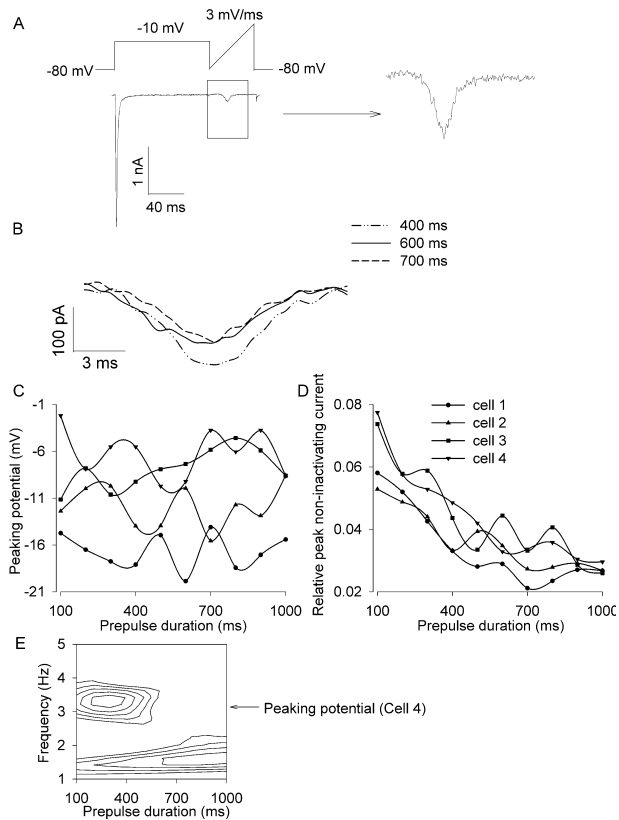 A
-80 mV
-10 mV
3 mV/ms
-80 mV
1 nA
40 ms
B
400 ms
600 ms
700 ms
100 pA
3 ms
C
Peaking potential (mV)
-1
-6
-11
-16
-21
100 400 700 1000
Prepulse duration (ms)
D
Relative peak non-inactivating current
0.08
0.06
0.04
0.02
cell 1
cell 2
cell 3
cell 4
100 400 700 1000
Prepulse duration (ms)
E
Frequency (Hz)
5
4
3
2
1
Peaking potential (Cell 4)
100 400 700 1000
Prepulse duration (ms)